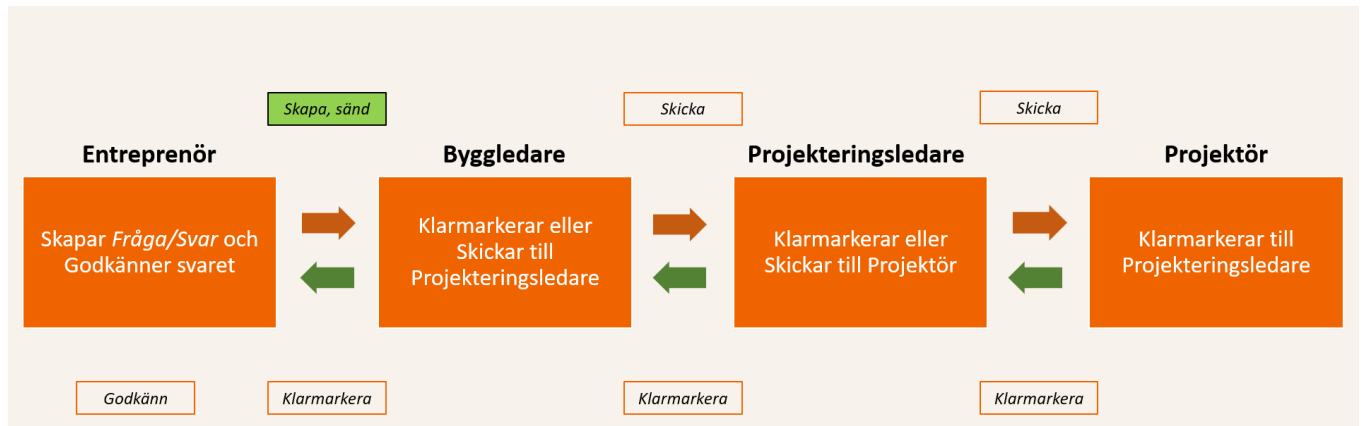 Skapa, sänd
Skicka
Skicka
Entreprenör
Byggledare
Projekteringsledare
Projektör
Skapar Fråga/Svar och
Godkänner svaret
Klarmarkerar eller
Skickar till
Projekteringsledare
Klarmarkerar eller
Skickar till Projektör
Klarmarkerar till
Projekteringsledare
Godkänn
Klarmarkera
Klarmarkera
Klarmarkera